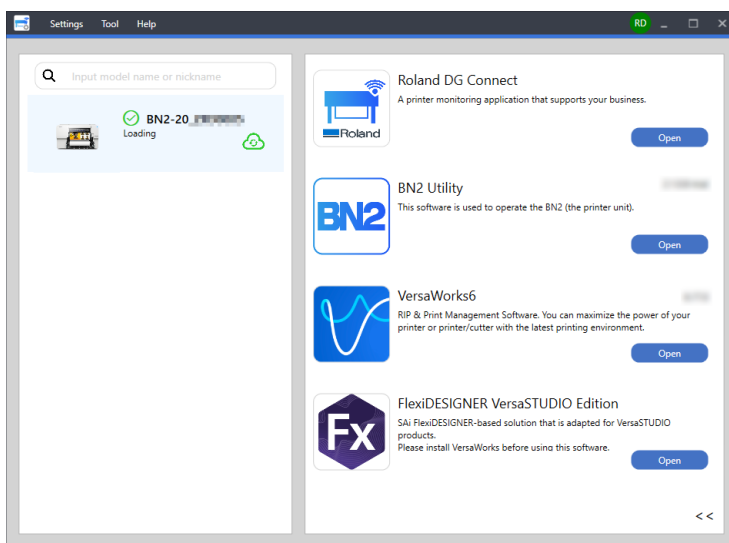 Settings Tool Help RD
Input model name or nickname
BN2-20
Loading
Roland DG Connect
A printer monitoring application that supports your business.
Roland
Open
BN2 Utility
BN2
This software is used to operate the BN2 (the printer unit).
Open
VersaWorks6
RIP & Print Management Software. You can maximize the power of your
printer or printer/cutter with the latest printing environment.
Open
FlexiDESIGNER VersaSTUDIO Edition
Fx
SAi FlexiDESIGNER-based solution that is adapted for VersaSTUDIO
products.
Please install VersaWorks before using this software.
Open
<<